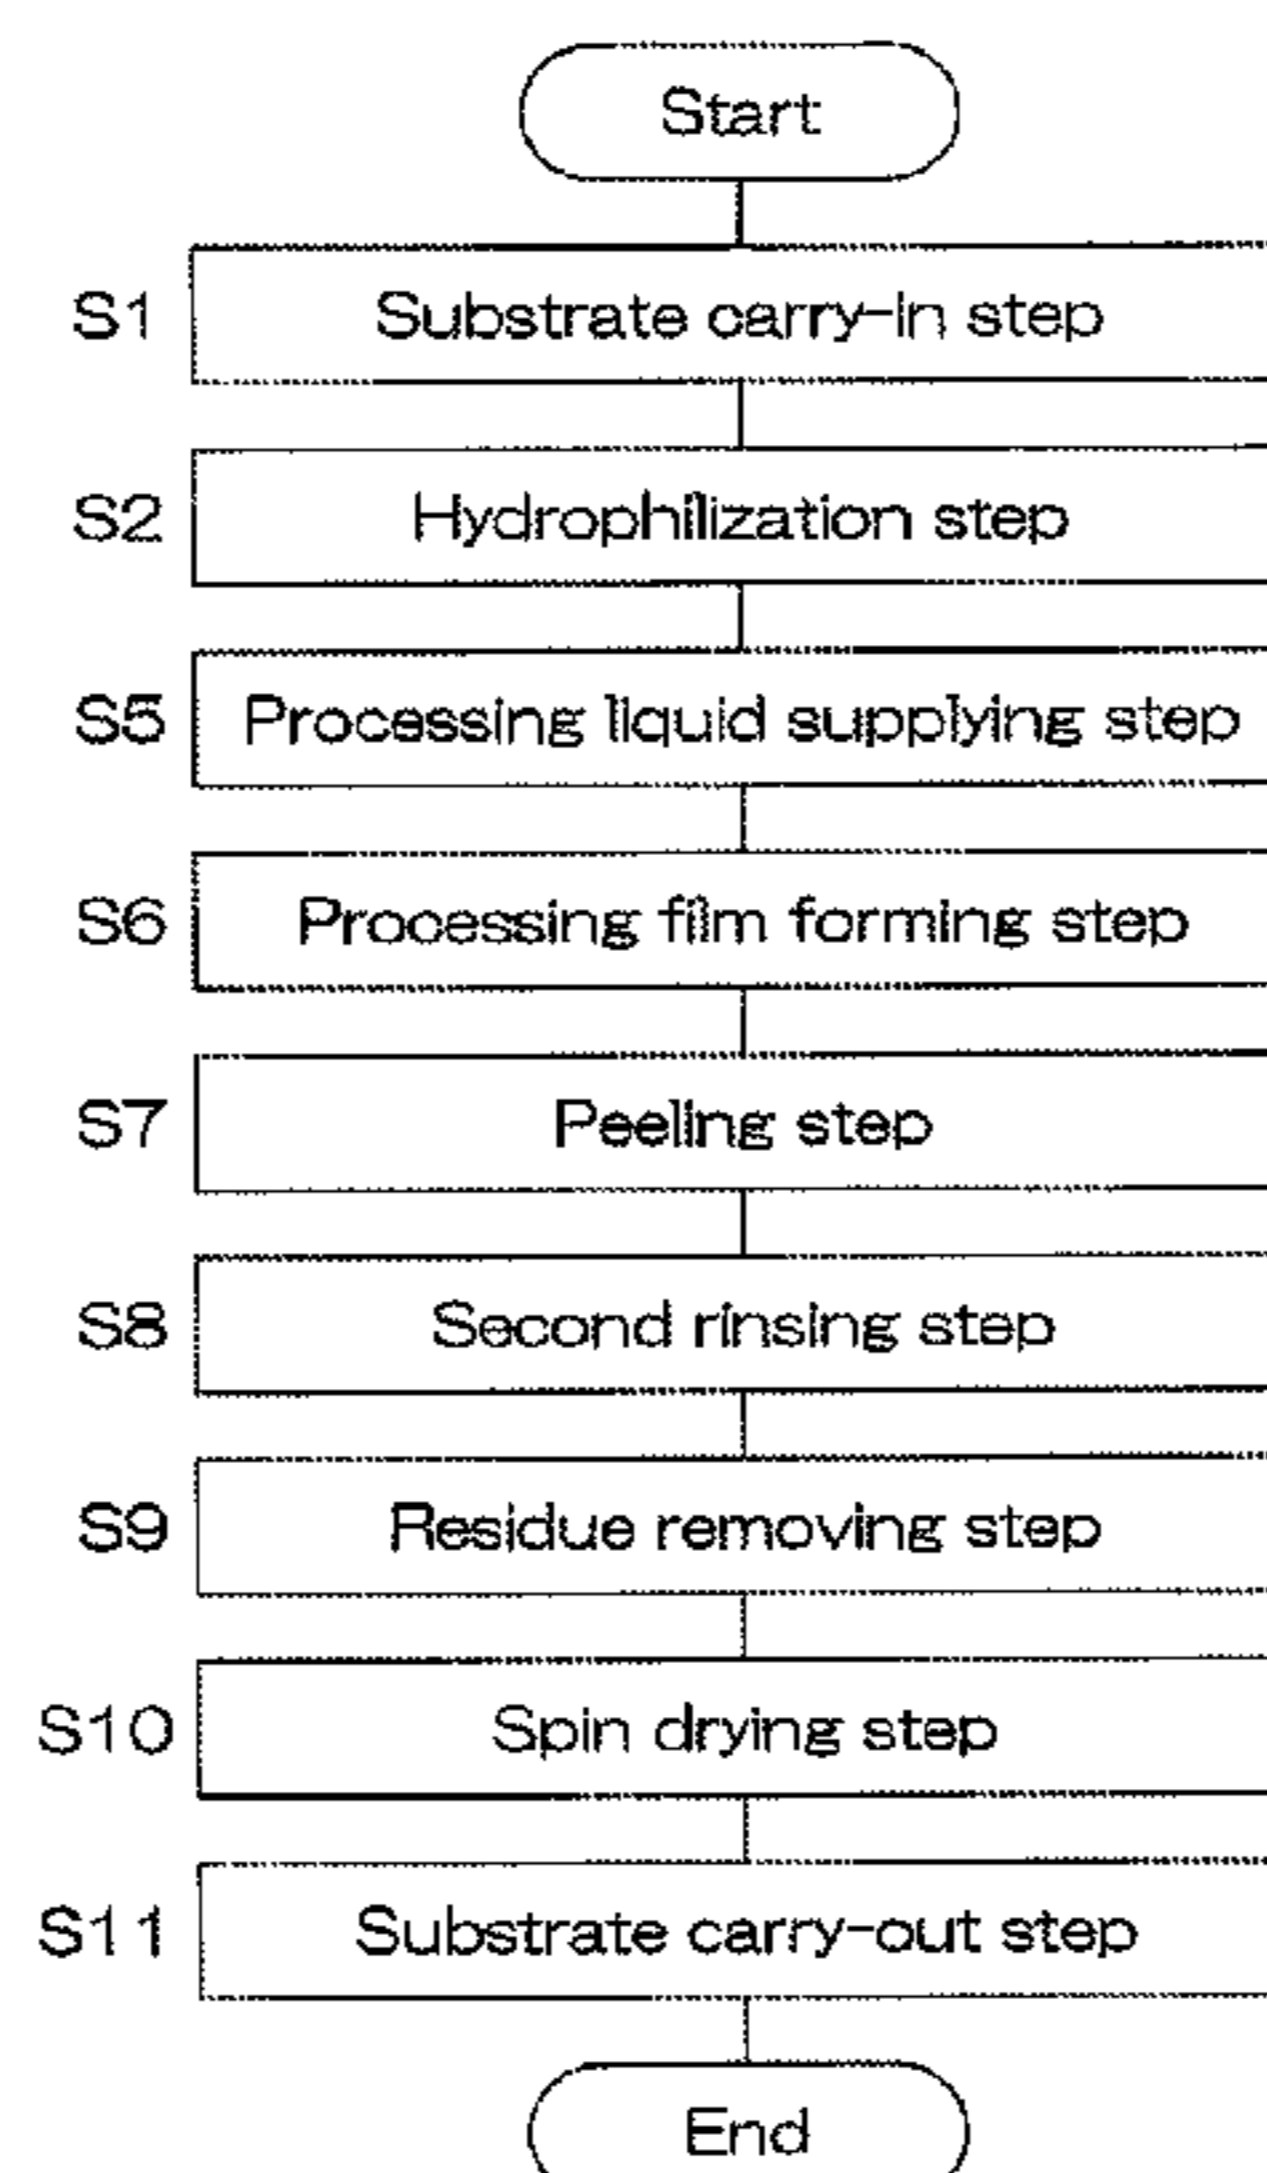 Start
S1 Substrate carry-in step
S2 Hydrophilization step
S5 Processing liquid supplying step
S6 Processing film forming step
S7 Peeling step
S8 Second rinsing step
S9 Residue removing step
S10 Spin drying step
S11 Substrate carry-out step
End